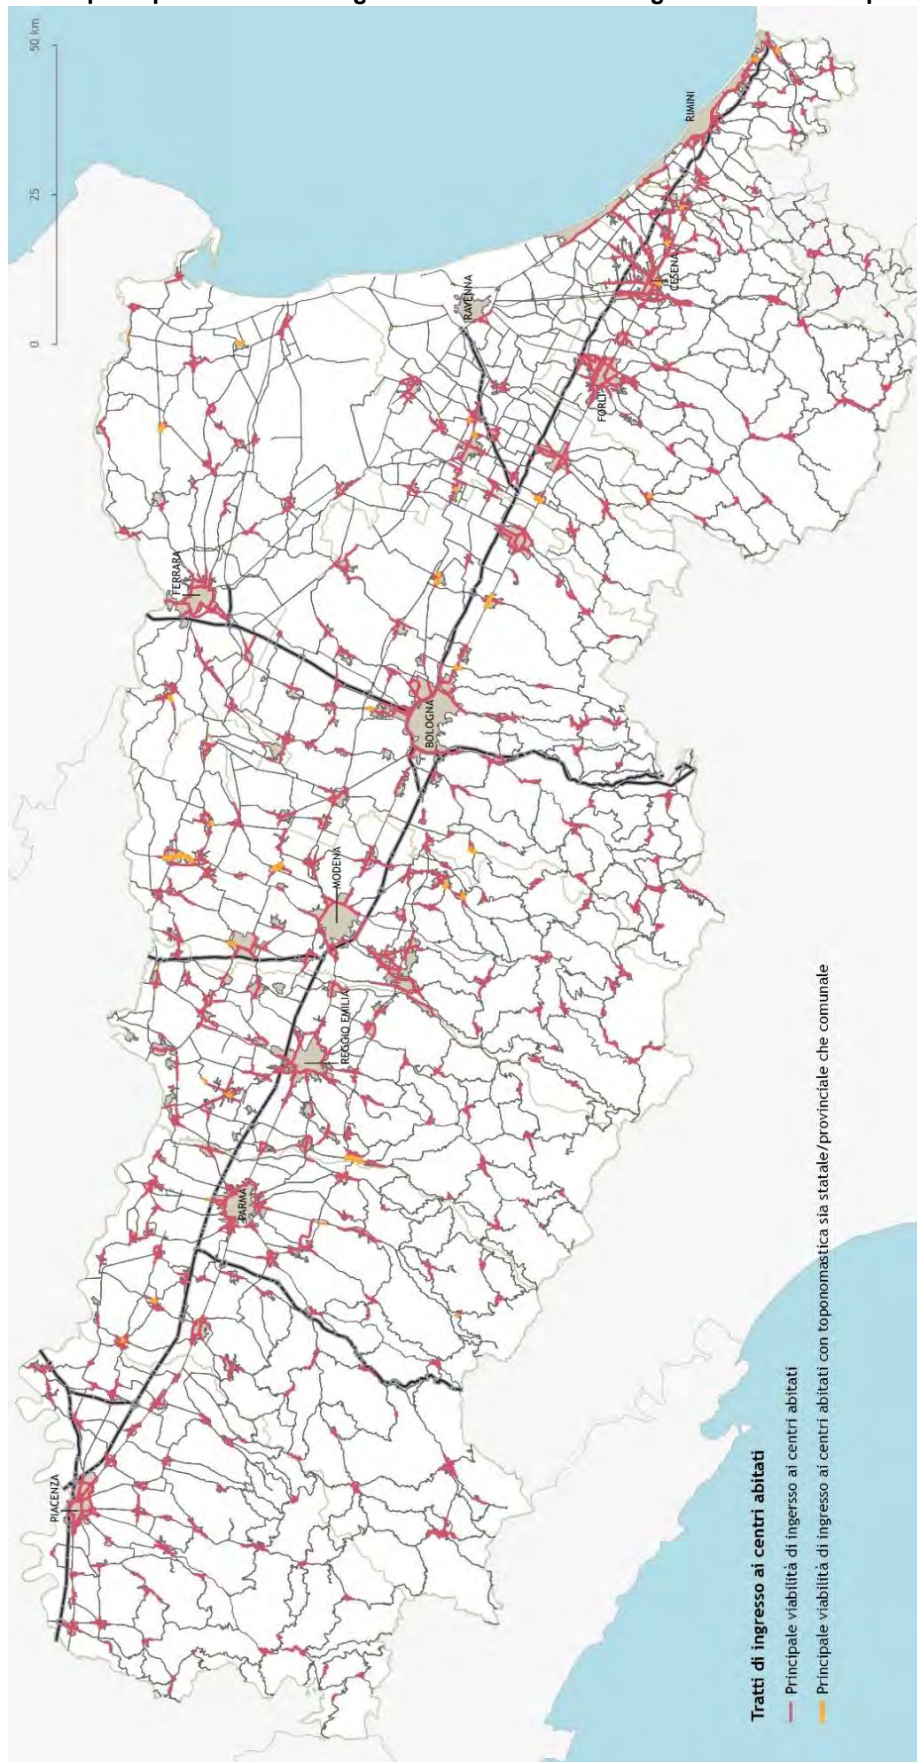 0 25 50 km
PIACENZA
PARMA
REGGIO EMILIA
MODENA
BOLOGNA
FERRARA
RAVENNA
FORLÌ
CESENA
RIMINI
Tratti di ingresso ai centri abitati
Principale viabilità di ingersso ai centri abitati
Principale viabilità di ingresso ai centri abitati con toponomastica sia statale/provinciale che comunale